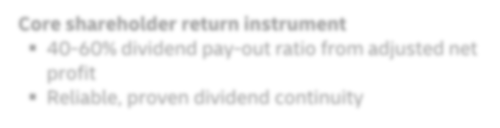 Core shareholder return instrument
▪ 40-60% dividend pay-out ratio from adjusted net
profit
▪ Reliable, proven dividend continuity